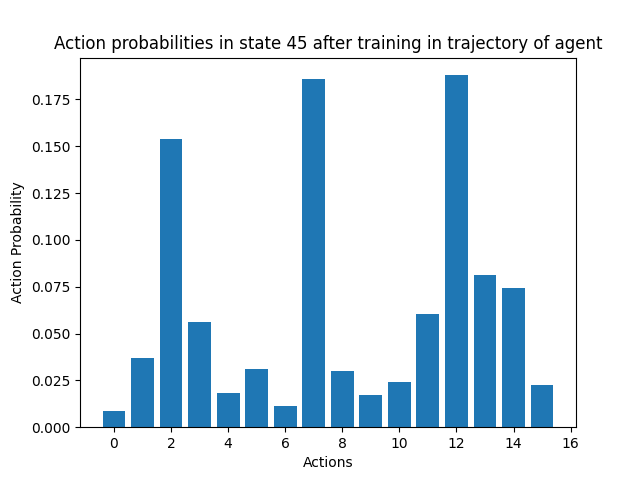 Action probabilities in state 45 after training in trajectory of agent
Action Probability
0.175
0.150
0.125
0.100
0.075
0.050
0.025
0.000
0 2 4 6 8 10 12 14 16
Actions